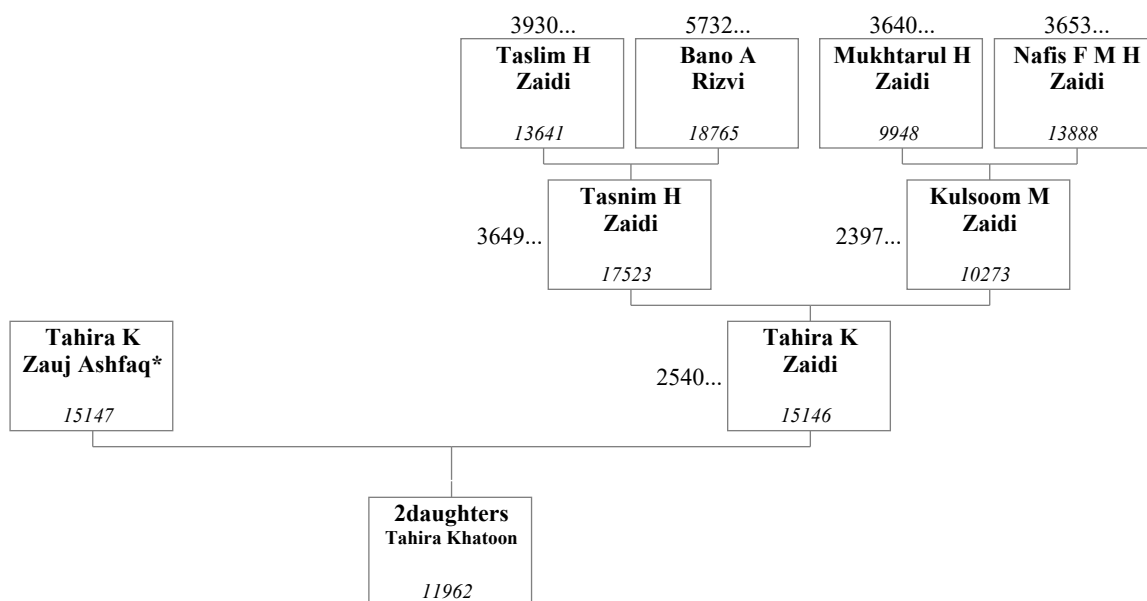 3930...
5732...
3640...
3653...
Taslim H
Zaidi
13641
Bano A
Rizvi
18765
Mukhtarul H
Zaidi
9948
Nafis F M H
Zaidi
13888
3649...
Tasnim H
Zaidi
17523
2397...
Kulsoom M
Zaidi
10273
Tahira K
Zauj Ashfaq*
15147
2540...
Tahira K
Zaidi
15146
2daughters
Tahira Khatoon
11962